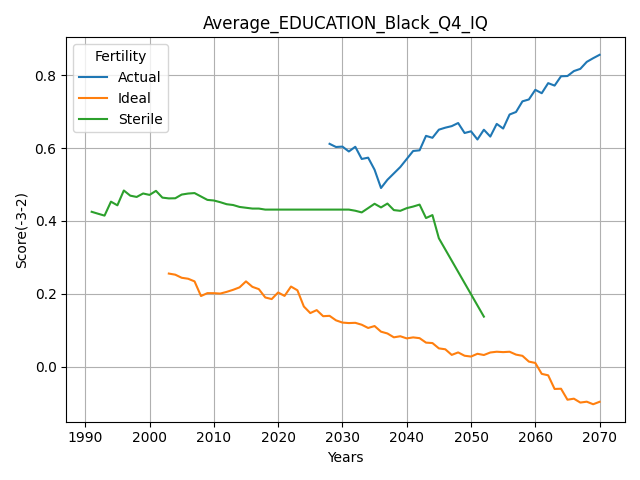 Average_EDUCATION_Black_Q4_IQ
Fertility
Actual
Ideal
Sterile
Score(-3-2)
0.8
0.6
0.4
0.2
0.0
1990 2000 2010 2020 2030 2040 2050 2060 2070
Years